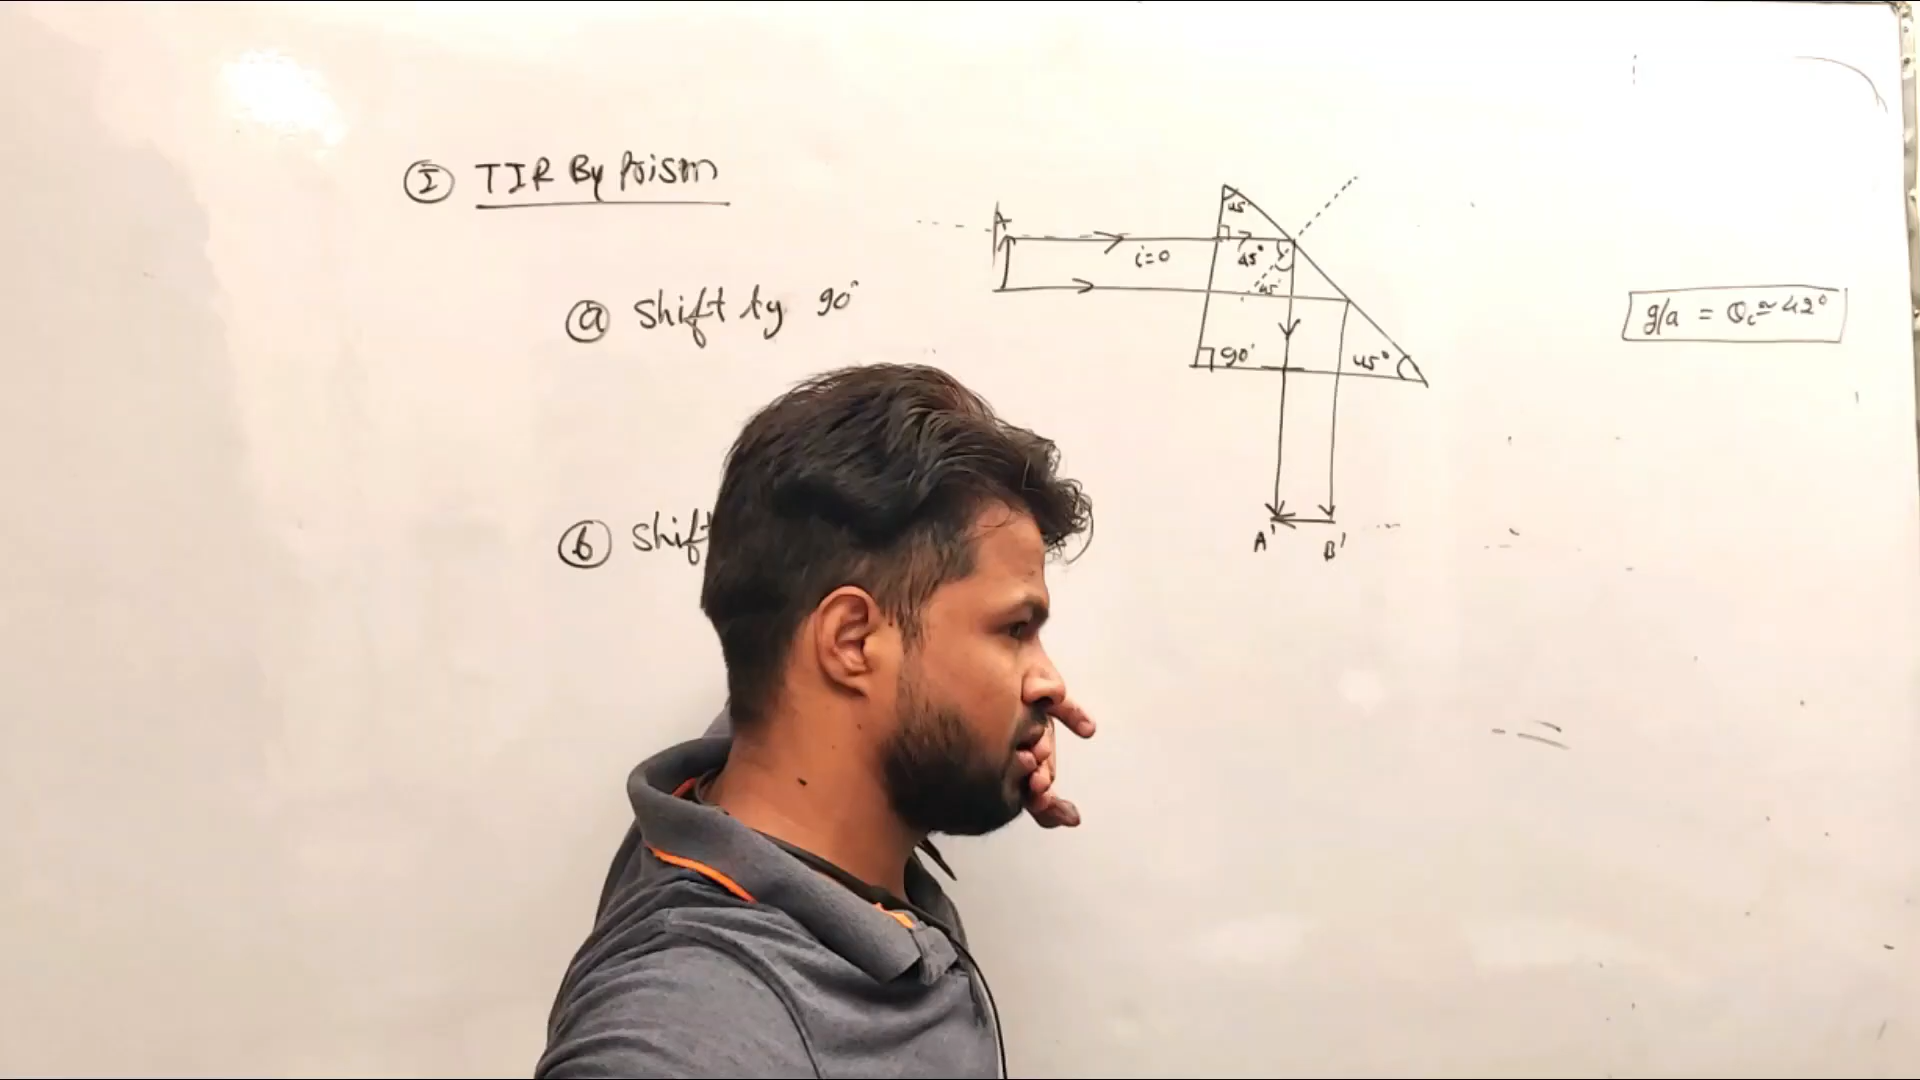 ① TIR By Prism
ⓐ Shift by 90°
ⓑ Shift
A
i=0
45°
45°
45°
90°
45°
A'
B'
g/a = θc ≃ 42°